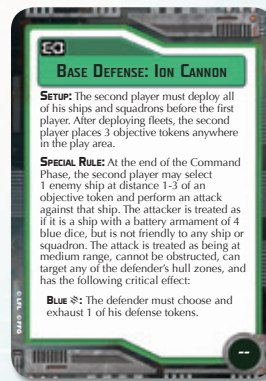 Base Defense: Ion Cannon
Setup: The second player must deploy all
of his ships and squadrons before the first
player. After deploying fleets, the second
player places 3 objective tokens anywhere
in the play area.
Special Rule: At the end of the Command
Phase, the second player may select
1 enemy ship at distance 1-3 of an
objective token and perform an attack
against that ship. The attacker is treated as
if it is a ship with a battery armament of 4
blue dice, but is not friendly to any ship or
squadron. The attack is treated as being at
medium range, cannot be obstructed, can
target any of the defender's hull zones, and
has the following critical effect:
Blue : The defender must choose and
exhaust 1 of his defense tokens.
© LFL © FFG
--